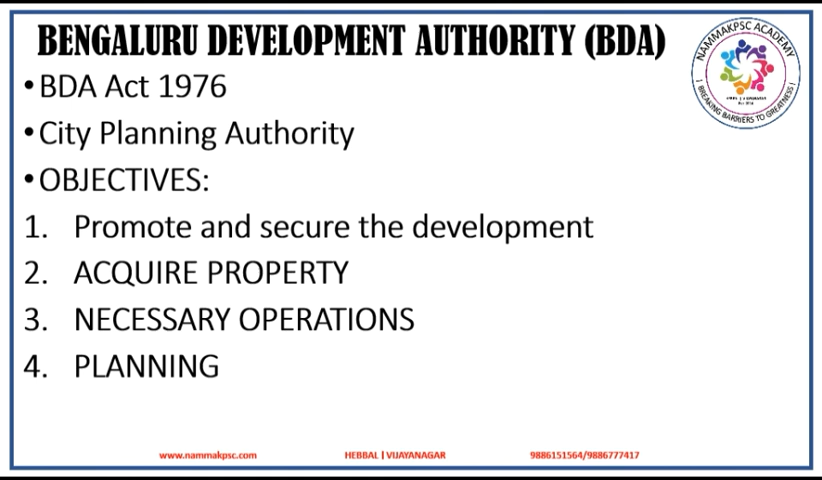 BENGALURU DEVELOPMENT AUTHORITY (BDA)
NAMMAKPSC ACADEMY
BREAKING BARRIERS TO GREATNESS
•BDA Act 1976
•City Planning Authority
•OBJECTIVES:
1. Promote and secure the development
2. ACQUIRE PROPERTY
3. NECESSARY OPERATIONS
4. PLANNING
www.nammakpsc.com HEBBAL | VIJAYANAGAR 9886151564/9886777417